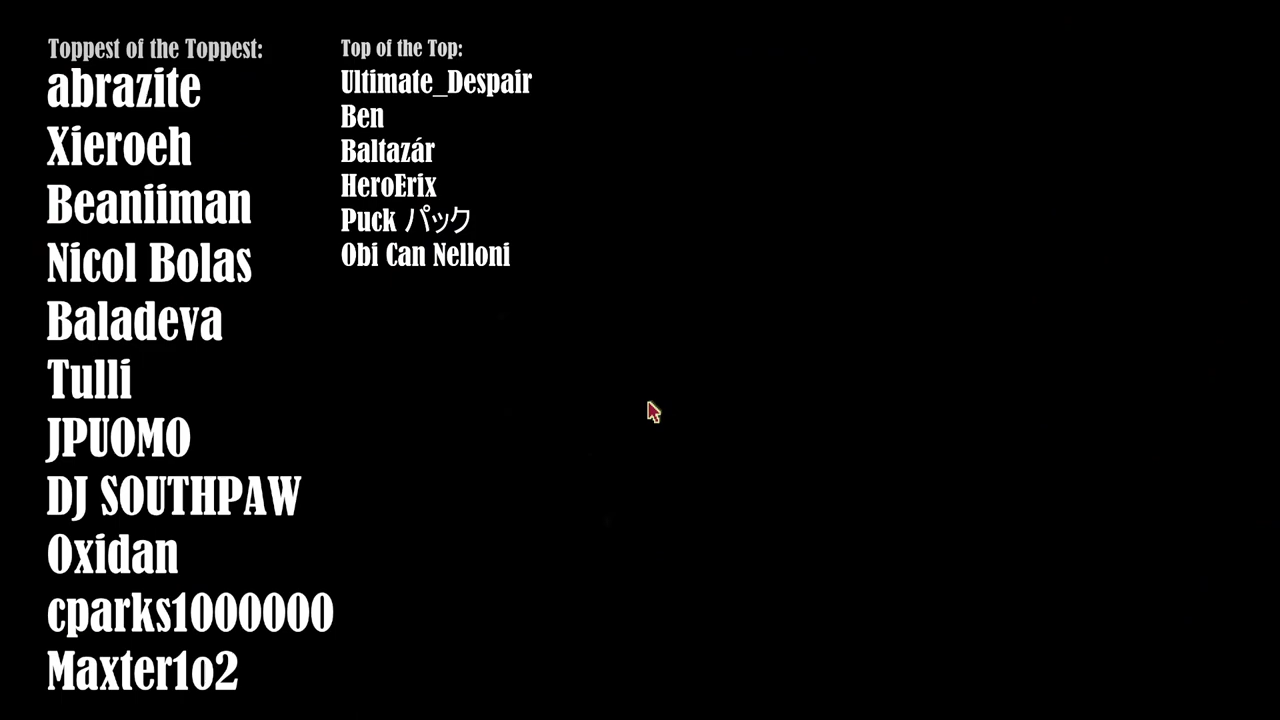 Toppest of the Toppest:
abrazite
Xieroeh
Beaniiman
Nicol Bolas
Baladeva
Tulli
JPUOMO
DJ SOUTHPAW
Oxidan
cparks1000000
Maxter1o2
Top of the Top:
Ultimate_Despair
Ben
Baltazár
HeroErix
Puck パック
Obi Can Nelloni